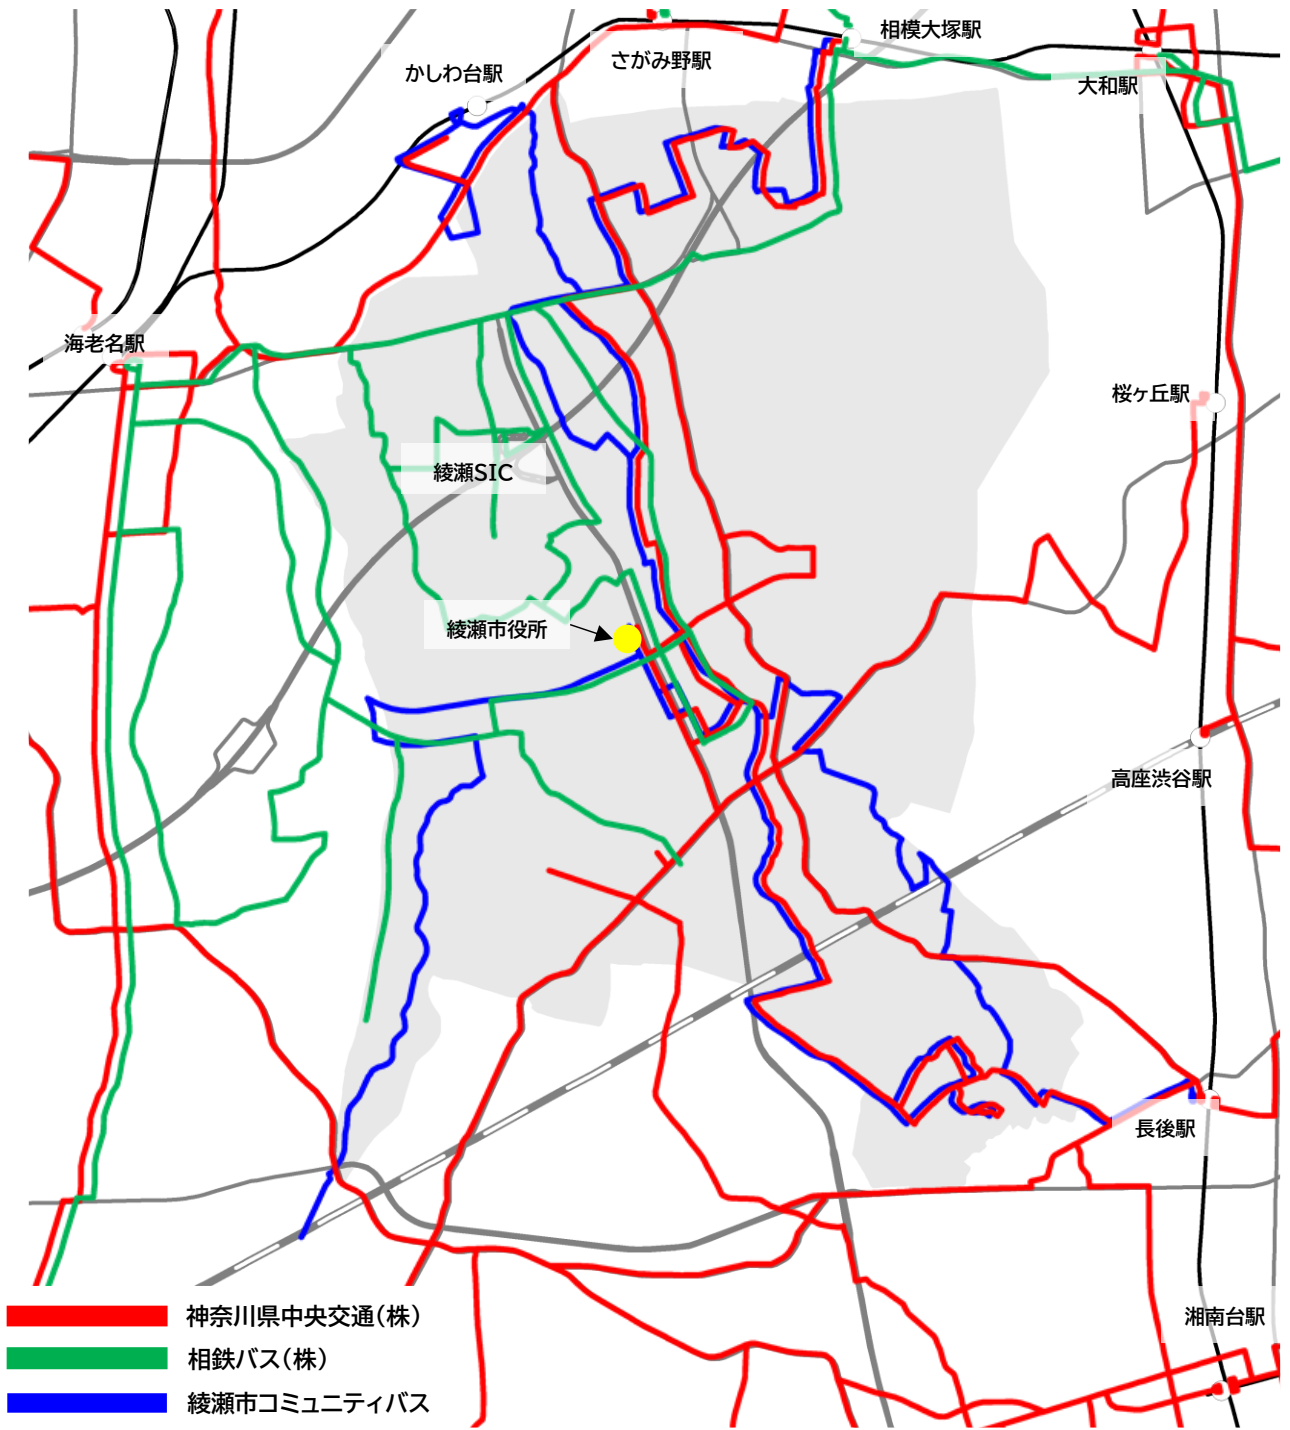 相模大塚駅
さがみ野駅
かしわ台駅
大和駅
海老名駅
桜ヶ丘駅
綾瀬SIC
綾瀬市役所
高座渋谷駅
長後駅
湘南台駅
神奈川県中央交通(株)
相鉄バス(株)
綾瀬市コミュニティバス